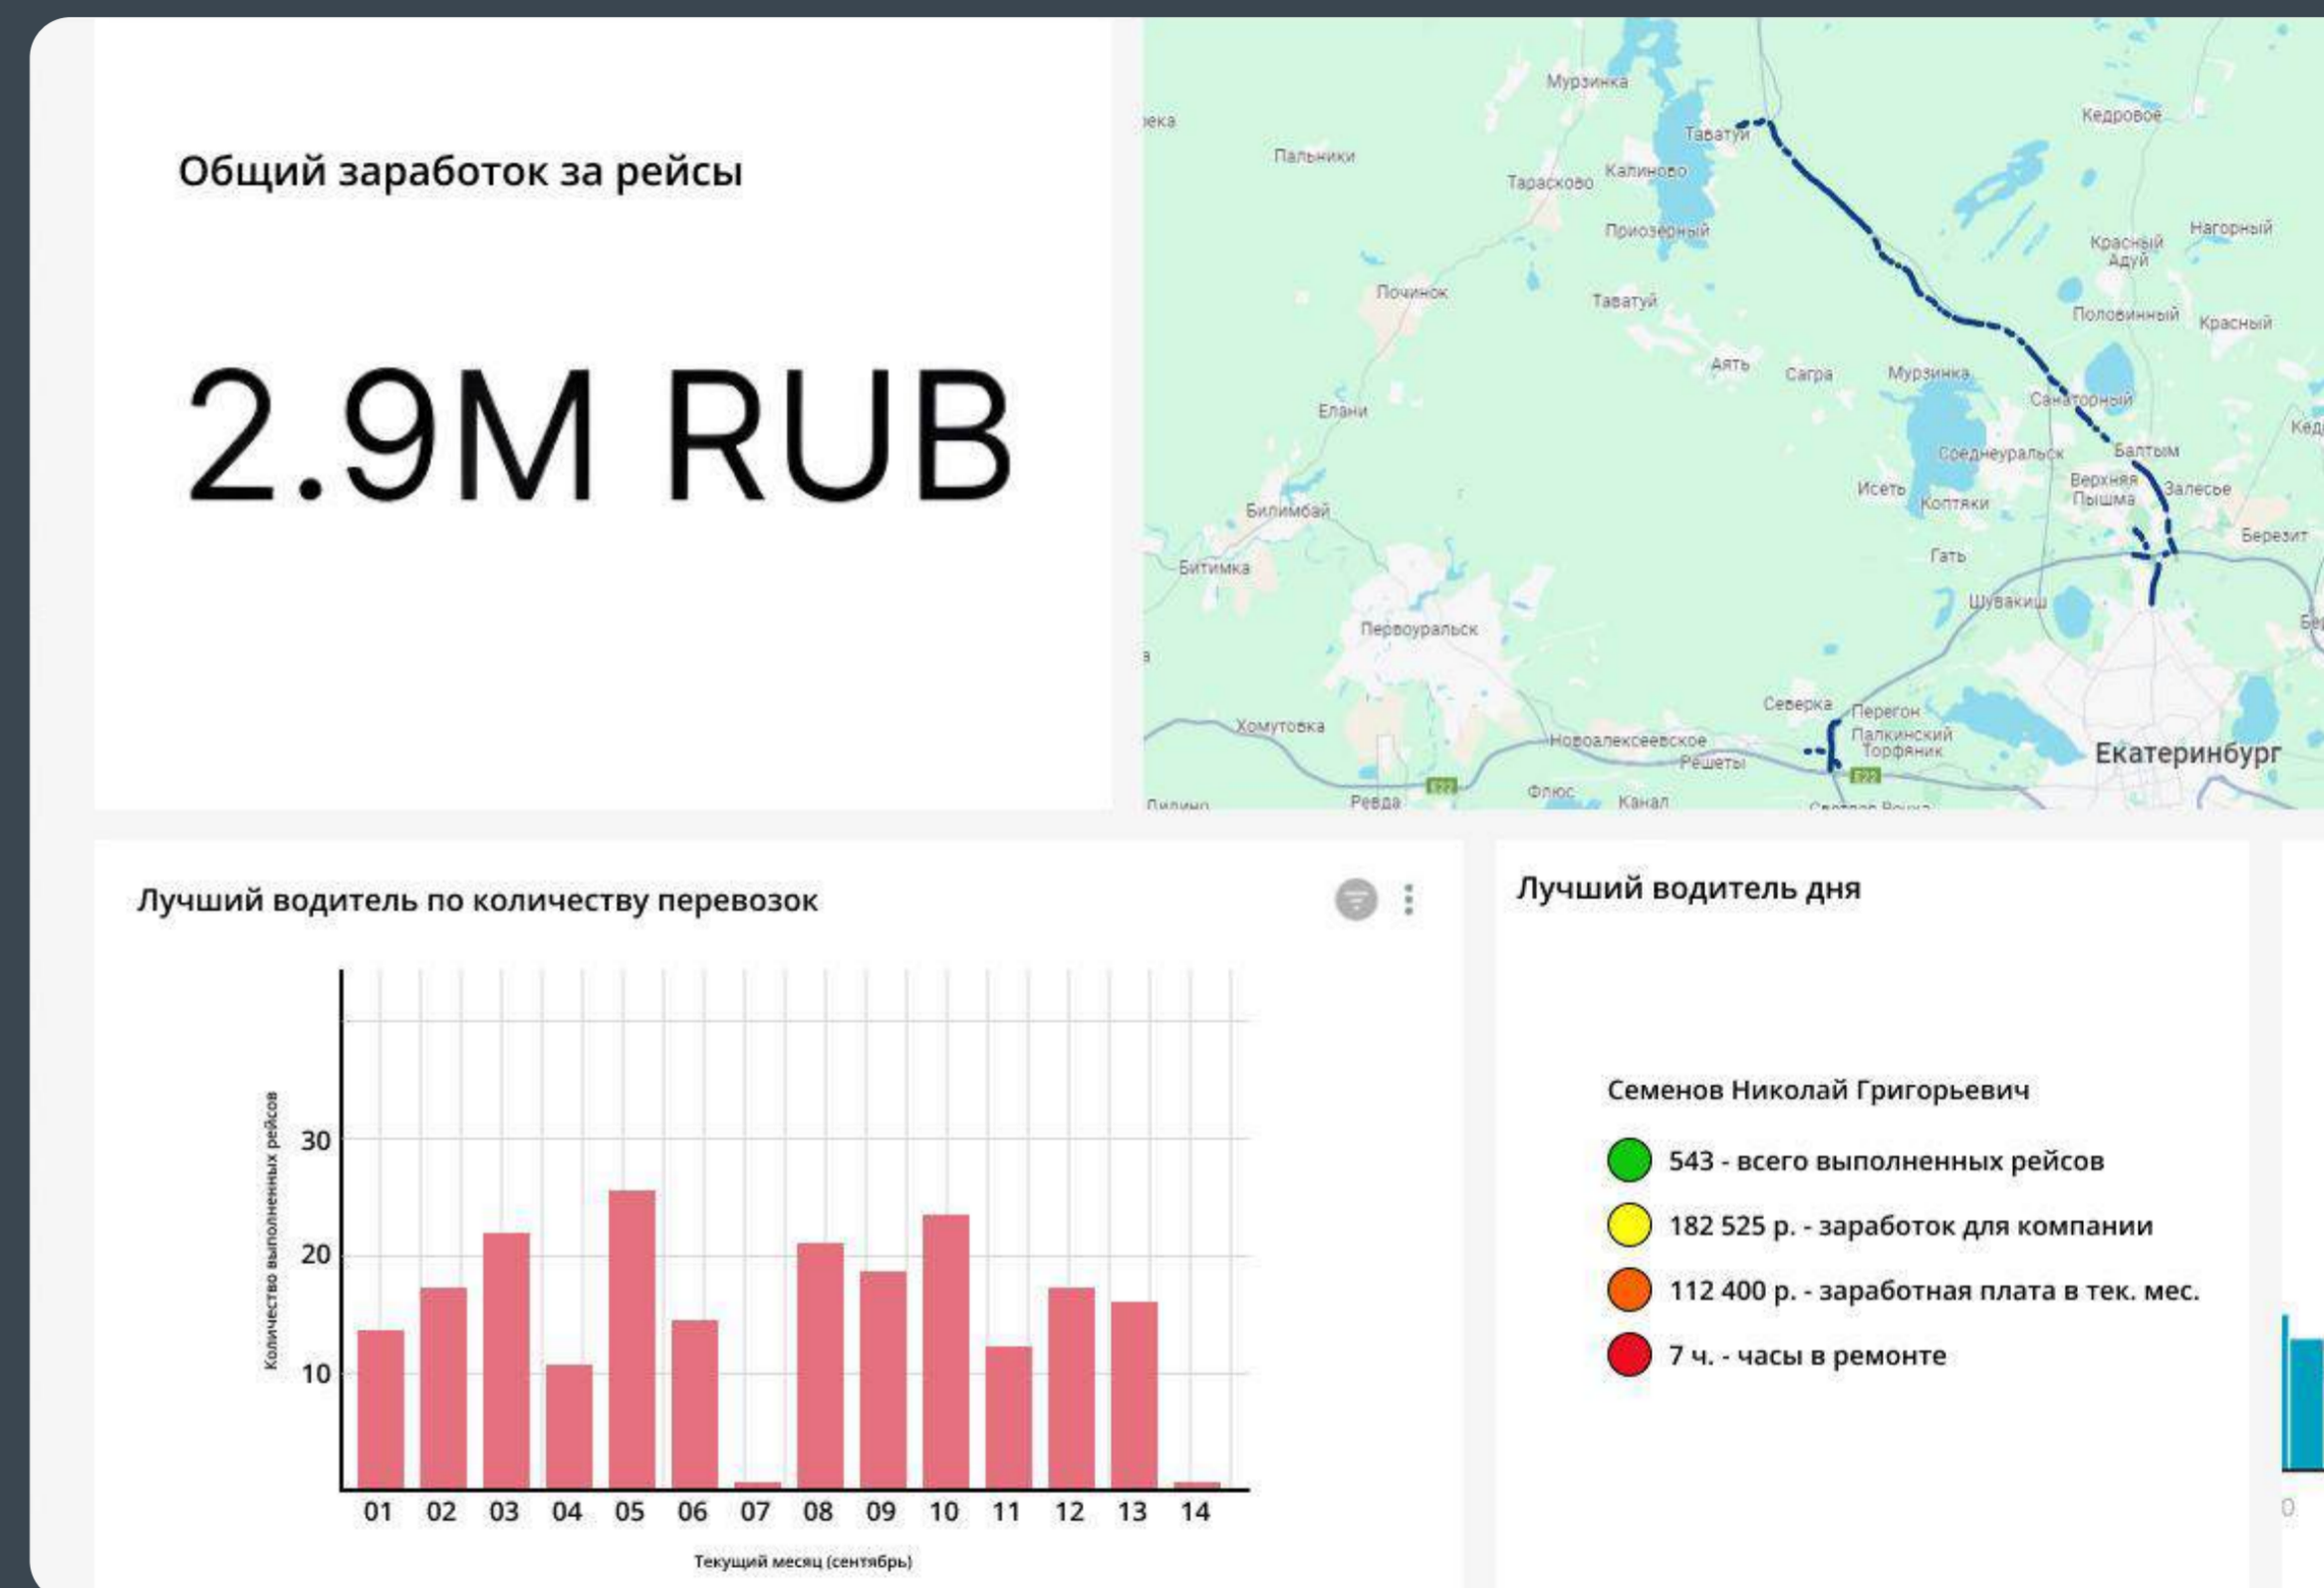 Общий заработок за рейсы
2.9M RUB
Мурзинка
Кедровое
Таватуй
Пальники
Калиново
Тарасково
Приозерный
Нагорный
Красный
Адуй
Починок
Таватуй
Половинный
Красный
Аять
Сагра
Мурзинка
Санаторный
Елани
Среднеуральск
Балтым
Верхняя
Пышма
Залесье
Исеть
Коптяки
Билимбай
Березит
Гать
Битимка
Шувакиш
Первоуральск
Северка
Перегон
Хомутовка
Новоалексеевское
Палкинский
Торфяник
Решеты
Екатеринбург
E22
E22
Ревда
Флюс
Канал
Лучший водитель по количеству перевозок
Количество выполненных рейсов
30
20
10
01 02 03 04 05 06 07 08 09 10 11 12 13 14
Текущий месяц (сентябрь)
Лучший водитель дня
Семенов Николай Григорьевич
543 - всего выполненных рейсов
182 525 р. - заработок для компании
112 400 р. - заработная плата в тек. мес.
7 ч. - часы в ремонте
0